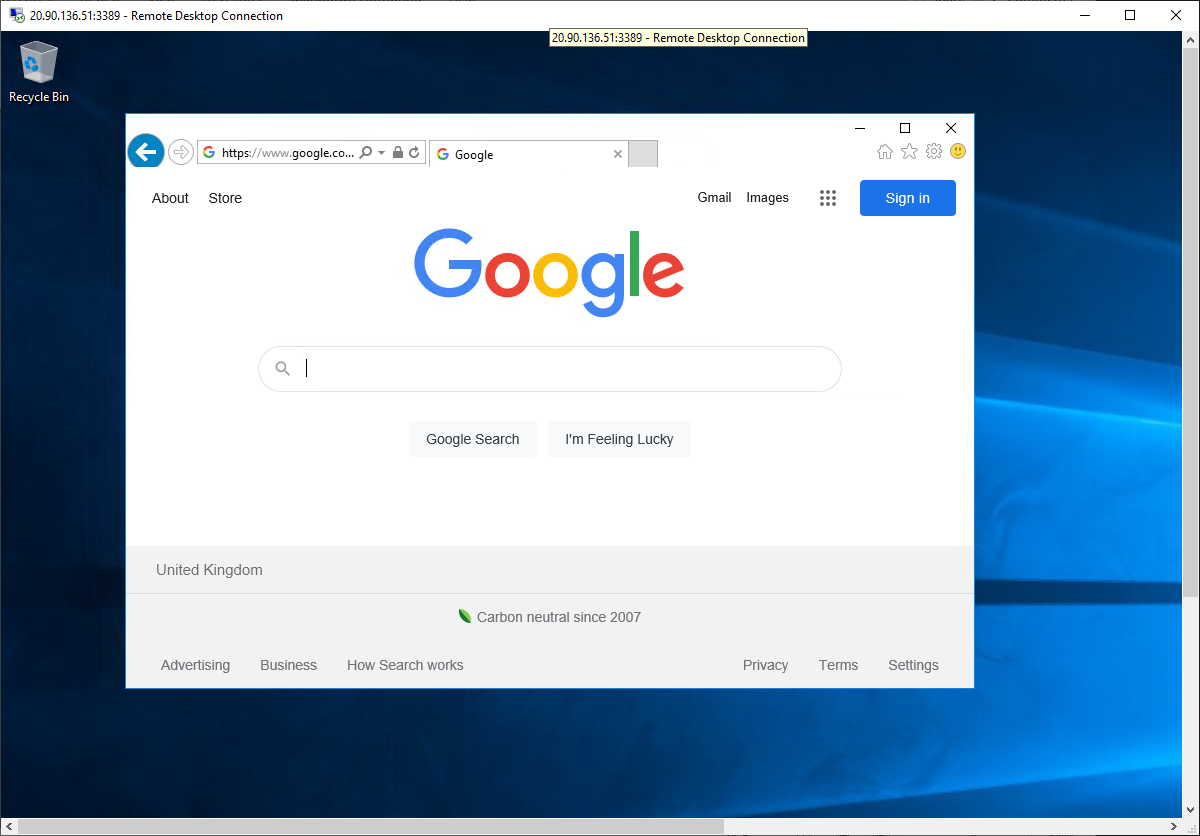 20.90.136.51:3389 - Remote Desktop Connection
20.90.136.51:3389 - Remote Desktop Connection
Recycle Bin
https://www.google.co...
Google
About Store
Gmail Images
Sign in
Google
Google Search
I'm Feeling Lucky
United Kingdom
Carbon neutral since 2007
Advertising Business How Search works
Privacy Terms Settings